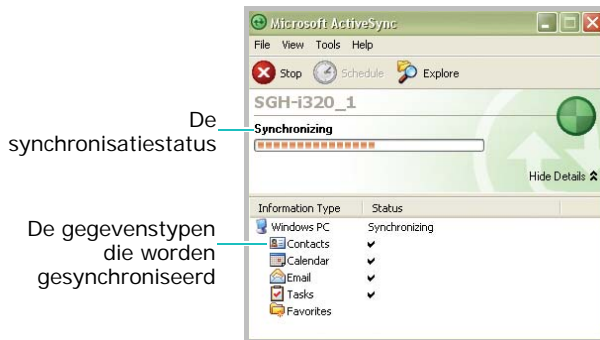 Microsoft ActiveSync
File View Tools Help
Stop Schedule Explore
SGH-i320_1
De synchronisatiestatus
Synchronizing
Hide Details
Information Type Status
Windows PC Synchronizing
De gegevenstypen
die worden
gesynchroniseerd
Contacts
Calendar
Email
Tasks
Favorites